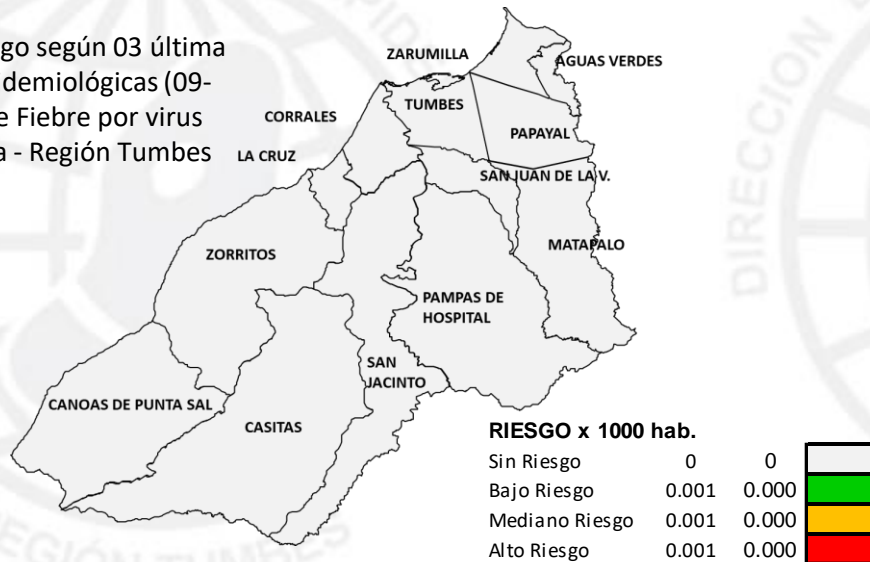 go según 03 última
demiológicas (09-
e Fiebre por virus
a - Región Tumbes
ZARUMILLA
AGUAS VERDES
TUMBES
CORRALES
PAPAYAL
LA CRUZ
SAN JUAN DE LA V.
MATAPALO
ZORRITOS
PAMPAS DE
HOSPITAL
SAN
JACINTO
CANOAS DE PUNTA SAL
CASITAS
RIESGO x 1000 hab.
Sin Riesgo 0 0
Bajo Riesgo 0.001 0.000
Mediano Riesgo 0.001 0.000
Alto Riesgo 0.001 0.000
DIRECCION
REGIÓN TUMBES